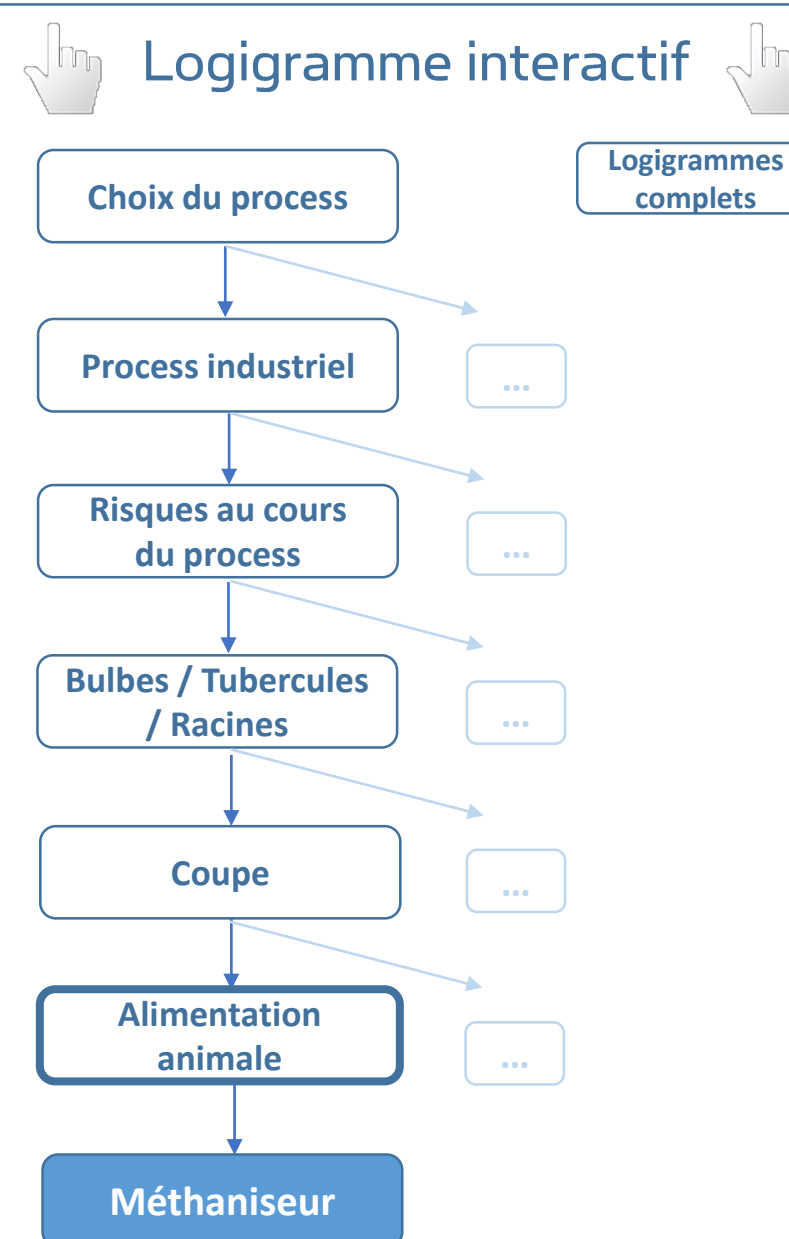 Logigramme interactif
Choix du process
Logigrammes
complets
Process industriel
...
Risques au cours
du process
...
Bulbes / Tubercules
/ Racines
...
Coupe
...
Alimentation
animale
...
Méthaniseur